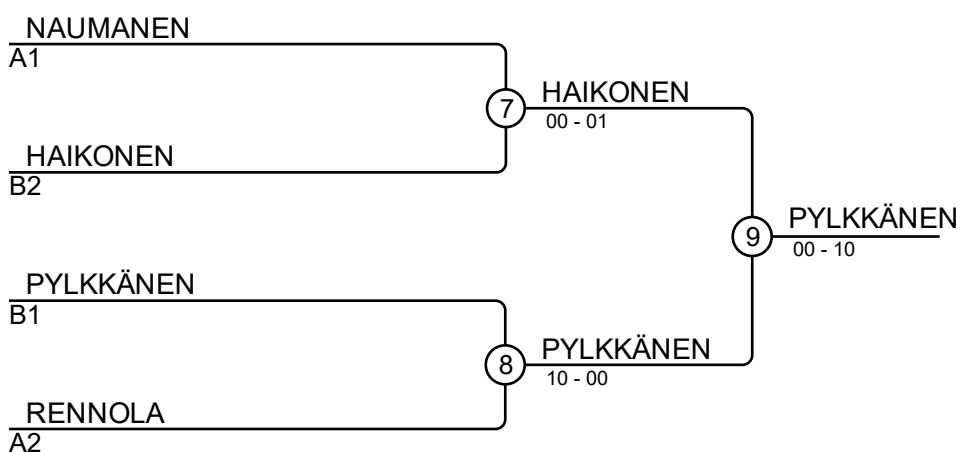 NAUMANEN
A1
7
HAIKONEN
00 - 01
HAIKONEN
B2
9
PYLKKÄNEN
00 - 10
PYLKKÄNEN
B1
8
PYLKKÄNEN
10 - 00
RENNOLA
A2